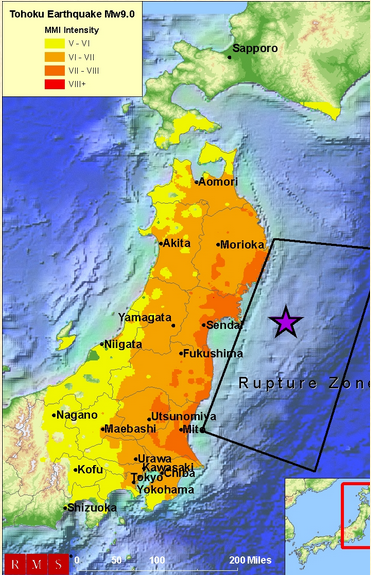 Tohoku Earthquake Mw9.0
MMI Intensity
V - VI
VI - VII
VII - VIII
VIII+
Sapporo
Aomori
Akita
Morioka
Yamagata
Sendai
Niigata
Fukushima
Rupture Zone
Nagano
Utsunomiya
Maebashi
Mito
Urawa
Kofu
Kawasaki
Tokyo
Chiba
Yokohama
Shizuoka
RMS
0 50 100 200 Miles